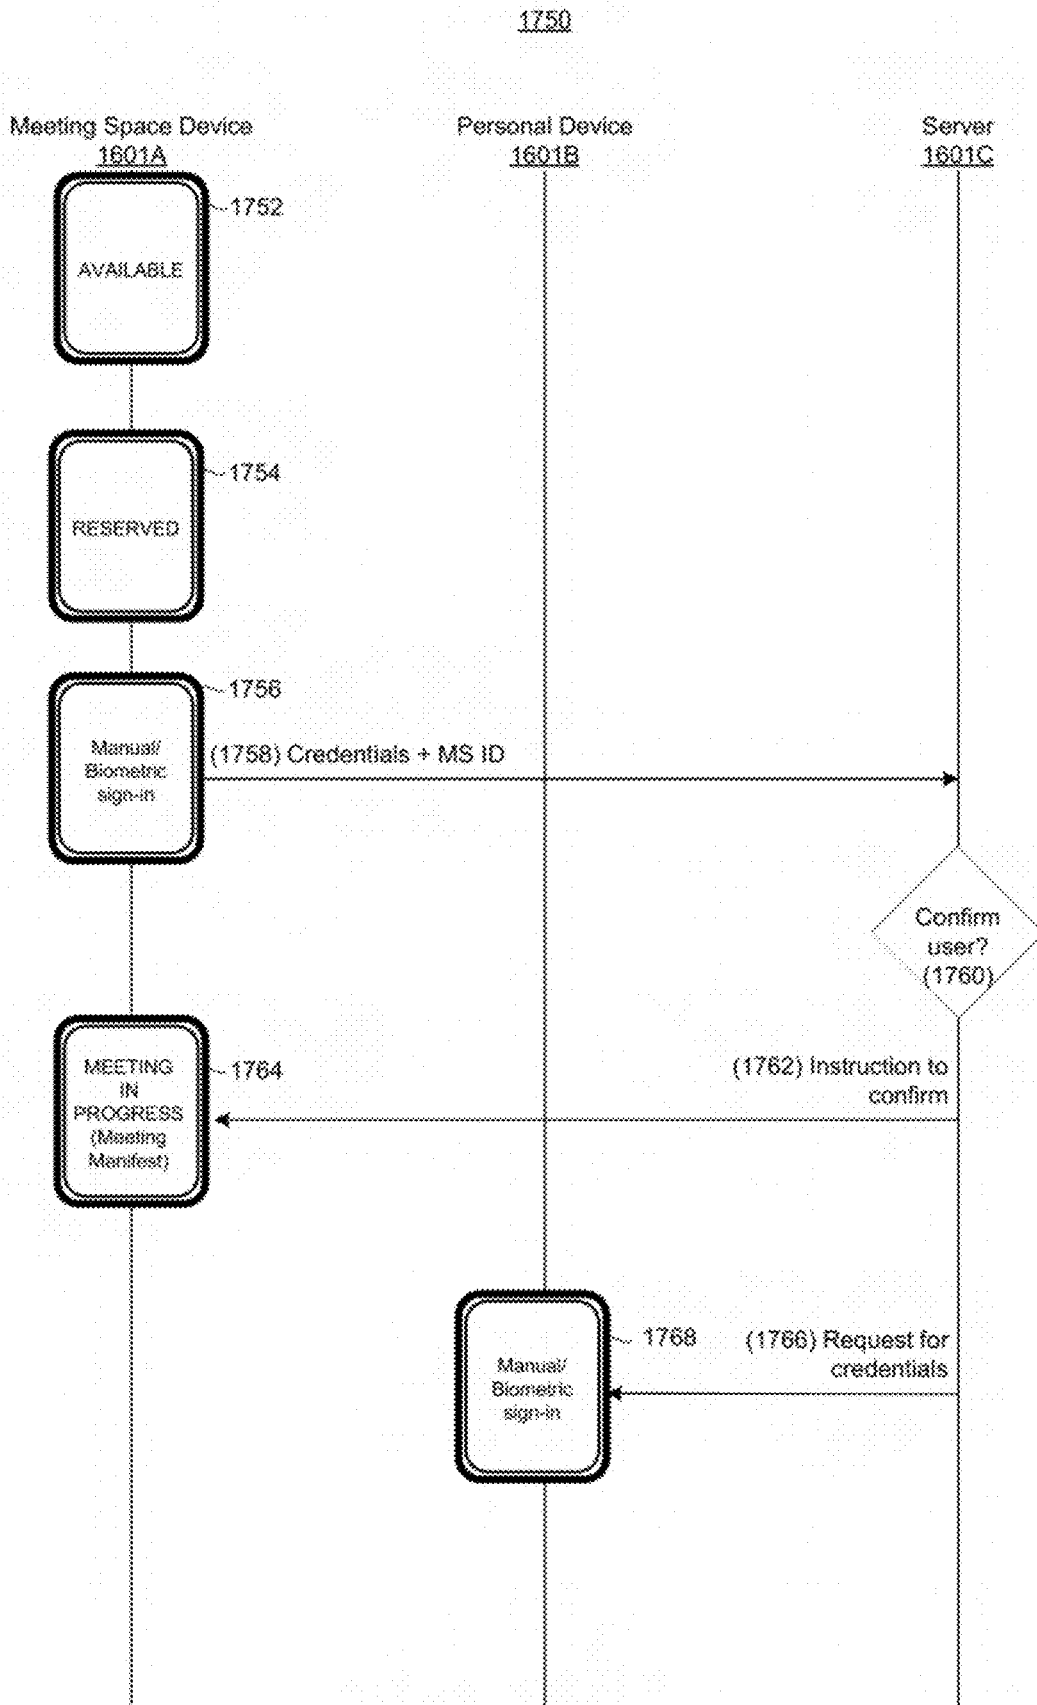 1750
Meeting Space Device
1601A
Personal Device
1601B
Server
1601C
1752
AVAILABLE
1754
RESERVED
1756
Manual/
Biometric
sign-in
(1758) Credentials + MS ID
Confirm
user?
(1760)
MEETING
IN
PROGRESS
(Meeting
Manifest)
1764
(1762) Instruction to
confirm
1768
Manual/
Biometric
sign-in
(1766) Request for
credentials